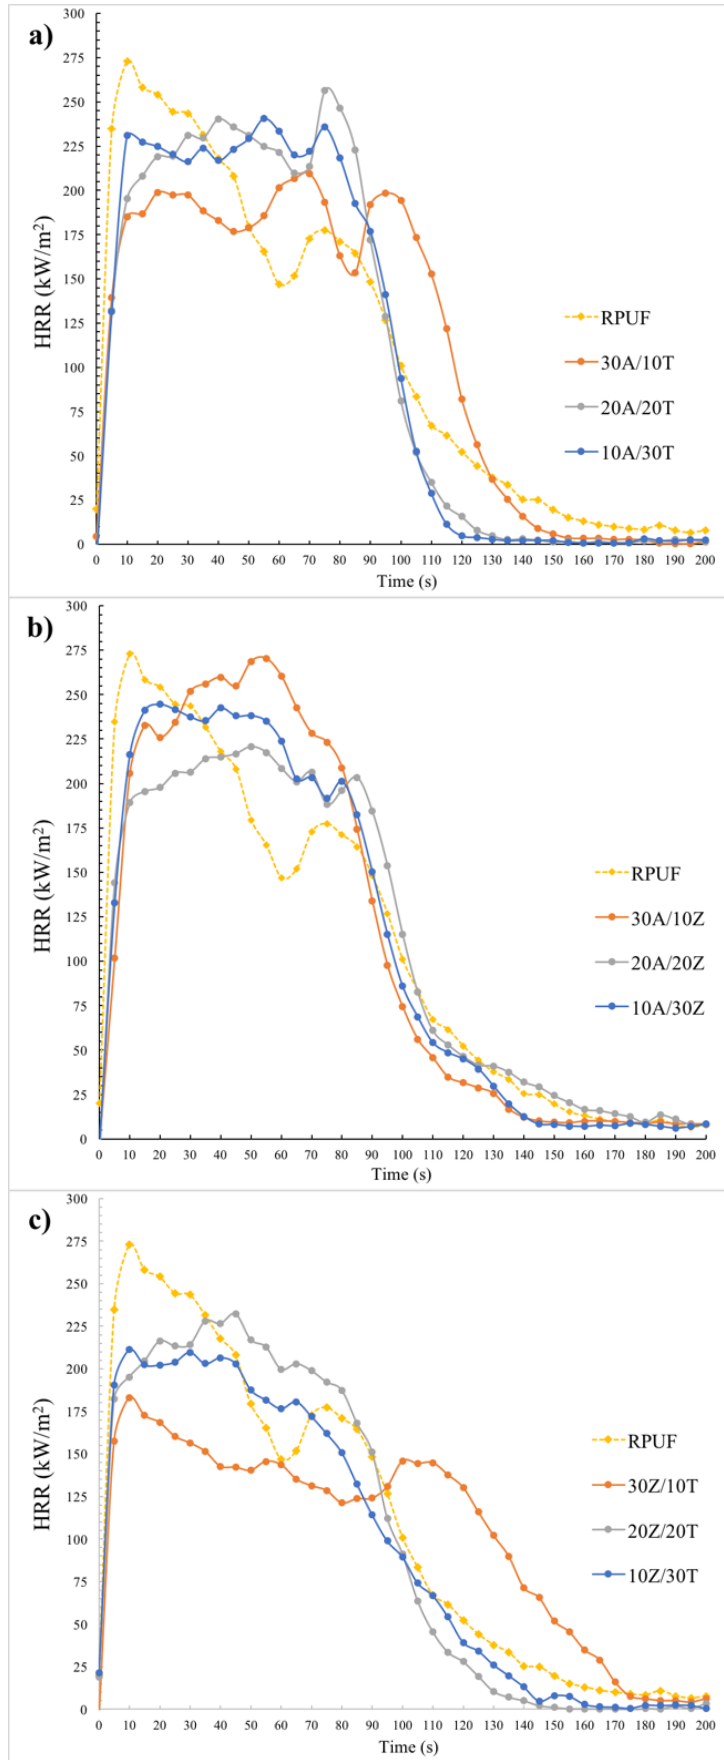 a)
300
275
250
225
200
175
150
125
100
75
50
25
0
HRR (kW/m²)
RPUF
30A/10T
20A/20T
10A/30T
0 10 20 30 40 50 60 70 80 90 100 110 120 130 140 150 160 170 180 190 200
Time (s)
b)
300
275
250
225
200
175
150
125
100
75
50
25
0
HRR (kW/m²)
RPUF
30A/10Z
20A/20Z
10A/30Z
0 10 20 30 40 50 60 70 80 90 100 110 120 130 140 150 160 170 180 190 200
Time (s)
c)
300
275
250
225
200
175
150
125
100
75
50
25
0
HRR (kW/m²)
RPUF
30Z/10T
20Z/20T
10Z/30T
0 10 20 30 40 50 60 70 80 90 100 110 120 130 140 150 160 170 180 190 200
Time (s)